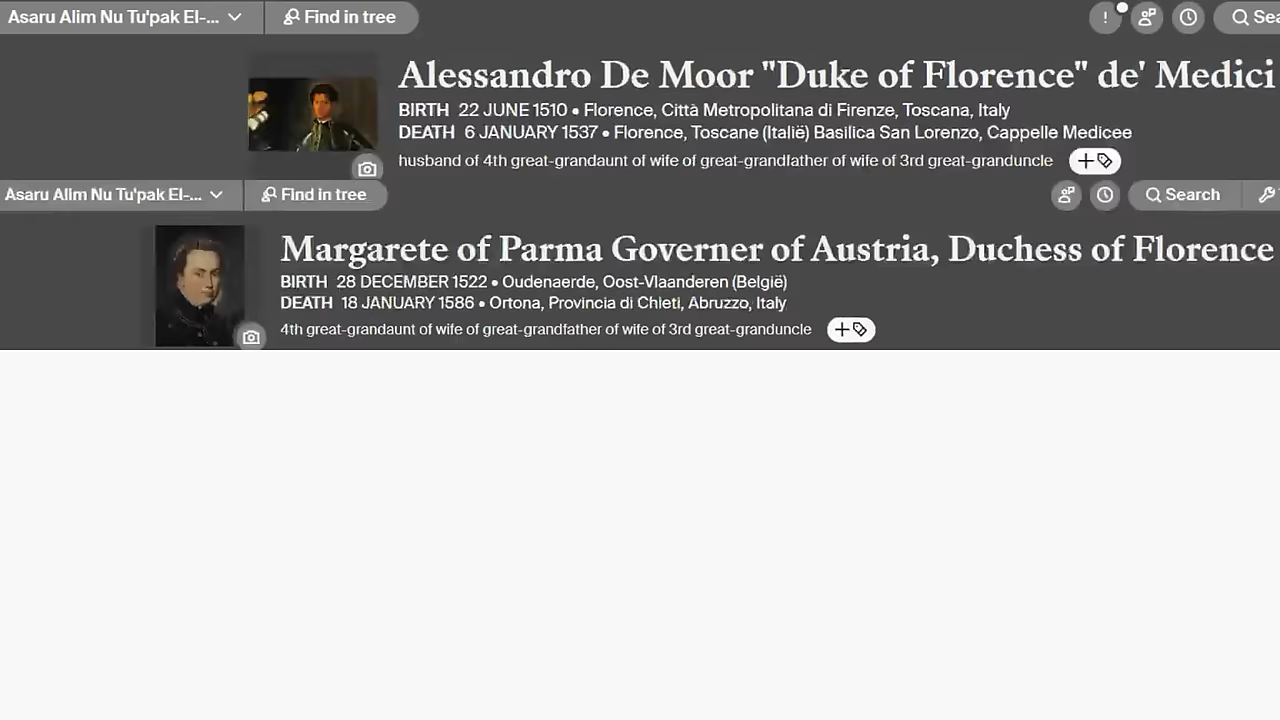 Asaru Alim Nu Tu'pak El-... Find in tree ! Sea
Alessandro De Moor "Duke of Florence" de' Medici
BIRTH 22 JUNE 1510 • Florence, Città Metropolitana di Firenze, Toscana, Italy
DEATH 6 JANUARY 1537 • Florence, Toscane (Italië) Basilica San Lorenzo, Cappelle Medicee
husband of 4th great-grandaunt of wife of great-grandfather of wife of 3rd great-granduncle
Asaru Alim Nu Tu'pak El-... Find in tree Search
Margarete of Parma Governer of Austria, Duchess of Florence
BIRTH 28 DECEMBER 1522 • Oudenaerde, Oost-Vlaanderen (België)
DEATH 18 JANUARY 1586 • Ortona, Provincia di Chieti, Abruzzo, Italy
4th great-grandaunt of wife of great-grandfather of wife of 3rd great-granduncle